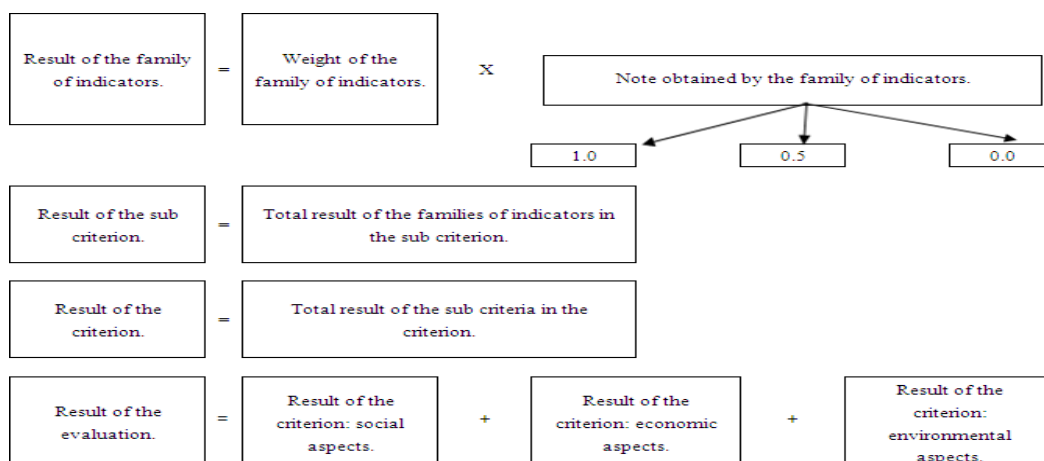 Result of the family
of indicators.
=
Weight of the
family of indicators.
X
Note obtained by the family of indicators.
1.0
0.5
0.0
Result of the sub
criterion.
=
Total result of the families of indicators in
the sub criterion.
Result of the
criterion.
=
Total result of the sub criteria in the
criterion.
Result of the
evaluation.
=
Result of the
criterion: social
aspects.
+
Result of the
criterion: economic
aspects.
+
Result of the
criterion:
environmental
aspects.